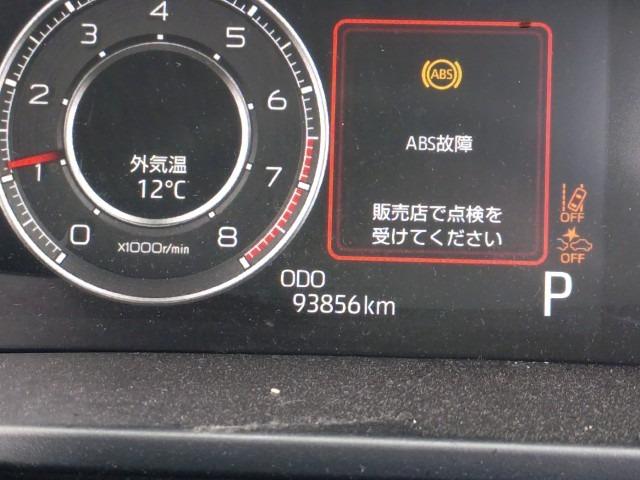 4
5
3
6
2
7
1
8
0
外気温
12°C
x1000r/min
ABS
ABS故障
販売店で点検を
受けてください
OFF
OFF
ODO
93856km
P